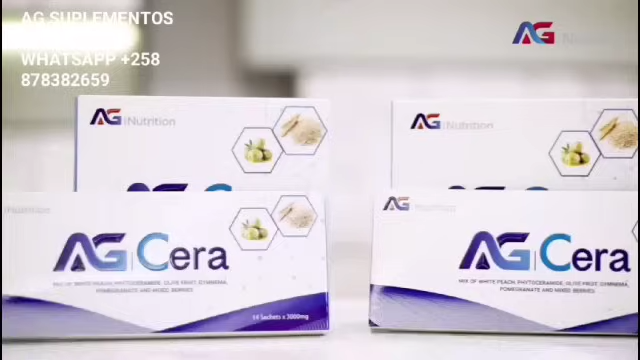 AG SUPLEMENTOS
WHATSAPP +258
878382659
AG
AG Nutrition
AG Nutrition
Nutrition
AG
AG Cera
MIX OF WHITE PEACH, PHYTOCERAMIDE, OLIVE FRUIT, GYMNEMA,
POMEGRANATE AND MIXED BERRIES
14 Sachets x 3000mg
AG Cera
MIX OF WHITE PEACH, PHYTOCERAMIDE, OLIVE FRUIT, GYMNEMA,
POMEGRANATE AND MIXED BERRIES